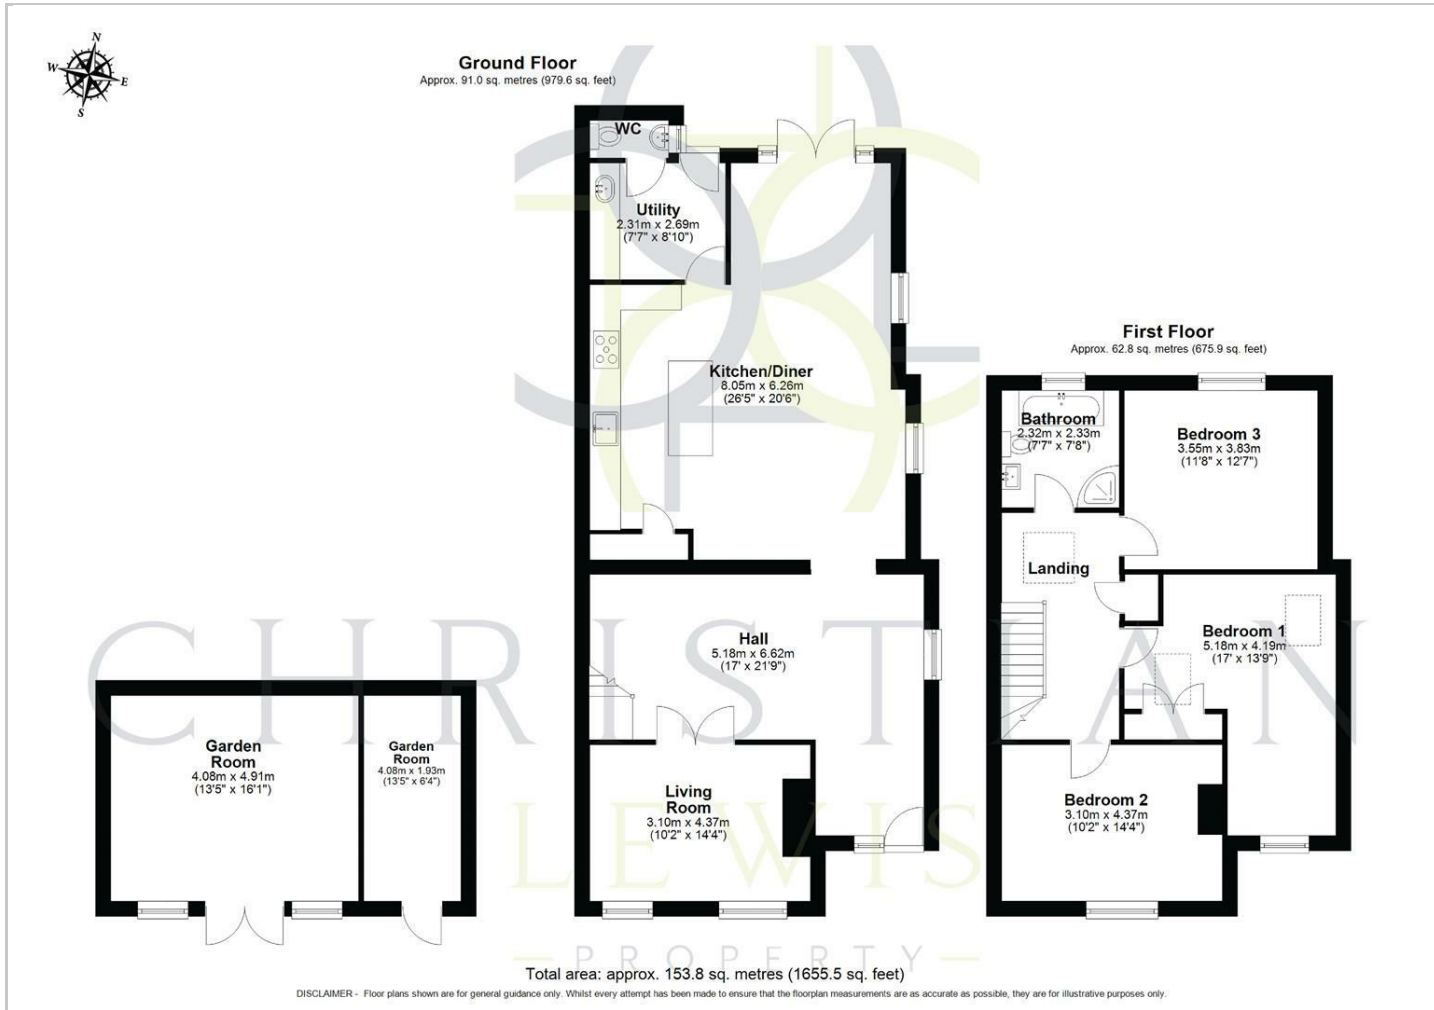 N
W
E
S
Ground Floor
Approx. 91.0 sq. metres (979.6 sq. feet)
WC
Utility
2.31m x 2.69m
(7'7" x 8'10")
Kitchen/Diner
8.05m x 6.26m
(26'5" x 20'6")
Hall
5.18m x 6.62m
(17' x 21'9")
Living
Room
3.10m x 4.37m
(10'2" x 14'4")
Garden
Room
4.08m x 4.91m
(13'5" x 16'1")
Garden
Room
4.08m x 1.93m
(13'5" x 6'4")
First Floor
Approx. 62.8 sq. metres (675.9 sq. feet)
Bathroom
2.32m x 2.33m
(7'7" x 7'8")
Bedroom 3
3.55m x 3.83m
(11'8" x 12'7")
Landing
Bedroom 1
5.18m x 4.19m
(17' x 13'9")
Bedroom 2
3.10m x 4.37m
(10'2" x 14'4")
CHRISTIAN
LEWIS
PROPERTY
Total area: approx. 153.8 sq. metres (1655.5 sq. feet)
DISCLAIMER - Floor plans shown are for general guidance only. Whilst every attempt has been made to ensure that the floorplan measurements are as accurate as possible, they are for illustrative purposes only.